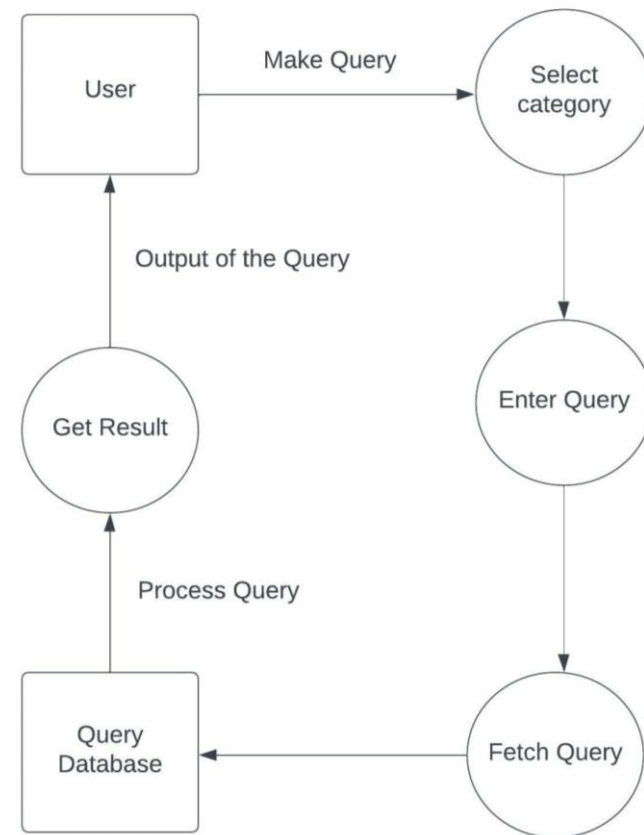 User
Make Query
Select
category
Output of the Query
Enter Query
Get Result
Process Query
Query
Database
Fetch Query